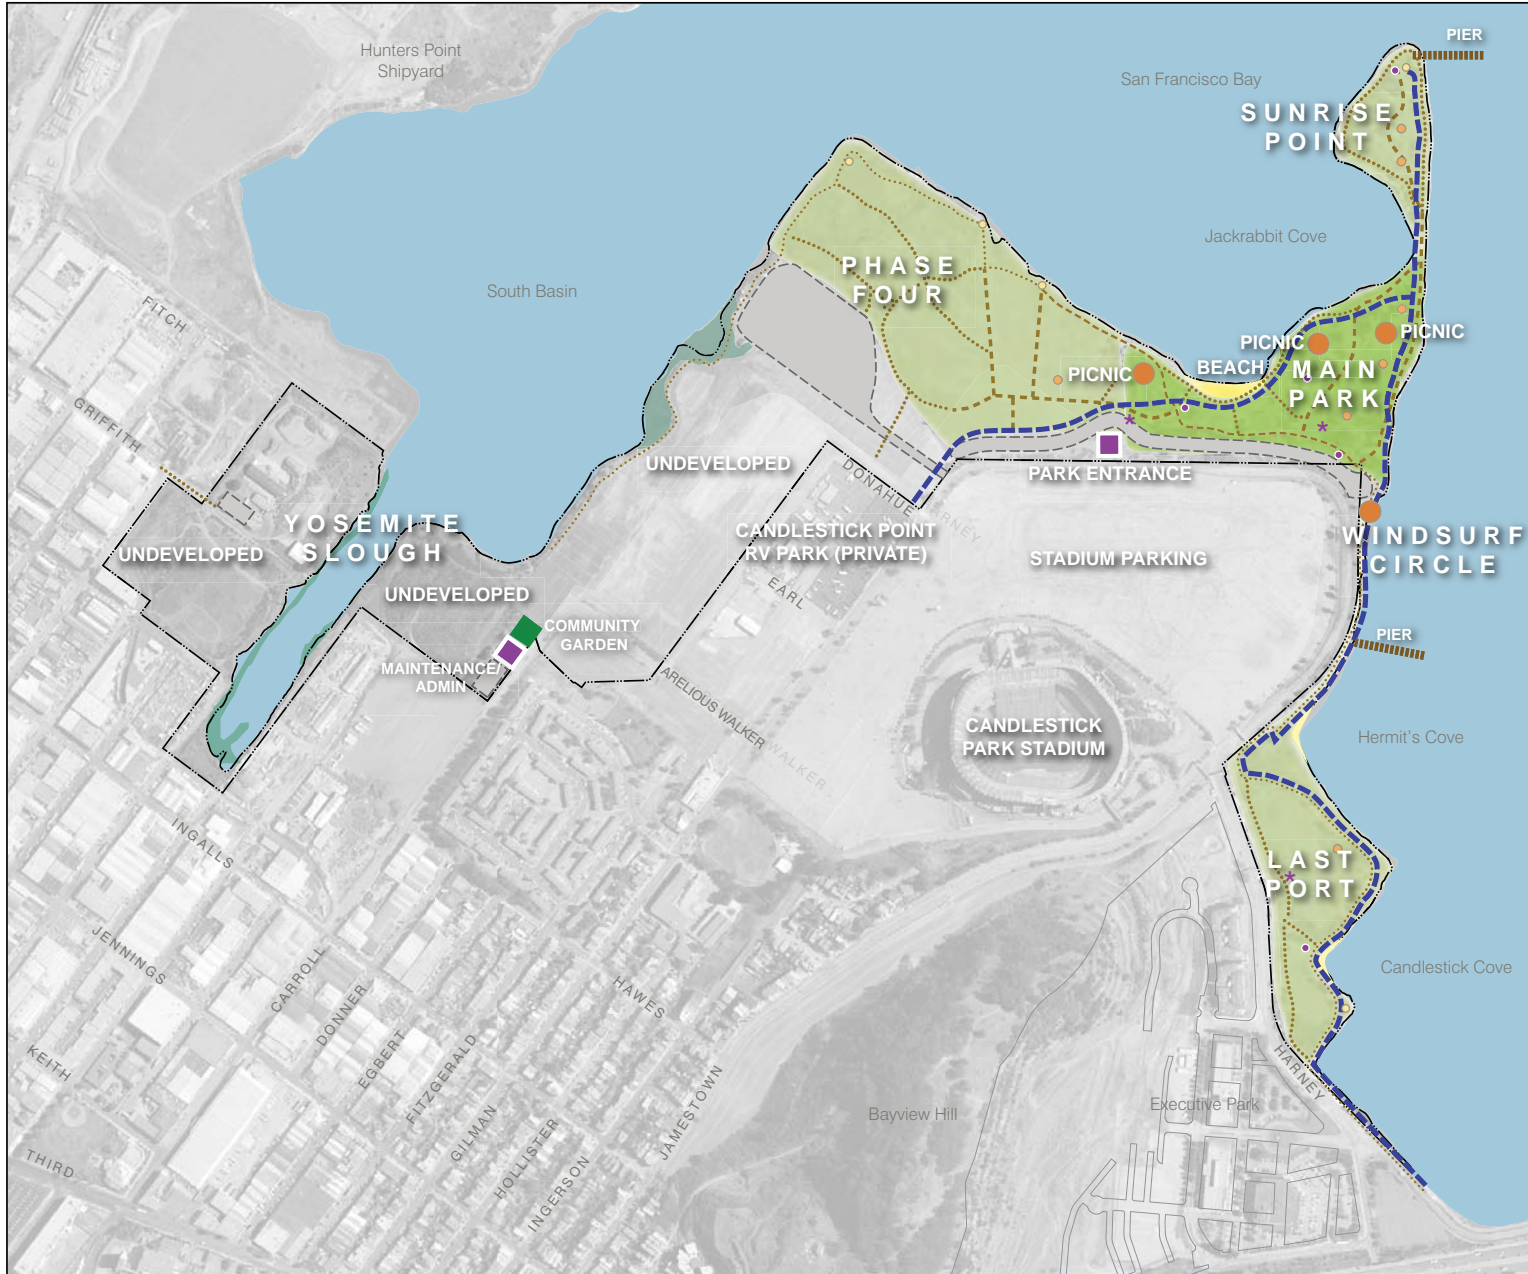 Hunters Point
Shipyard
PIER
San Francisco Bay
SUNRISE
POINT
Jackrabbit Cove
South Basin
PHASE
FOUR
FITCH
PICNIC
PICNIC
BEACH
MAIN
PARK
PICNIC
GRIFFITH
UNDEVELOPED
DONAHUE
PARK ENTRANCE
HARNEY
YOSEMITE
SLOUGH
UNDEVELOPED
CANDLESTICK POINT
RV PARK (PRIVATE)
STADIUM PARKING
WINDSURF
CIRCLE
EARL
UNDEVELOPED
COMMUNITY
GARDEN
PIER
MAINTENANCE/
ADMIN
ARELIOUS WALKER
WALKER
CANDLESTICK
PARK STADIUM
Hermit's Cove
INGALLS
LAST
PORT
JENNINGS
CARROLL
DONNER
HAWES
Candlestick Cove
EGBERT
FITZGERALD
KEITH
HARNEY
GILMAN
HOLLISTER
JAMESTOWN
Bayview Hill
Executive Park
THIRD
INGERSON